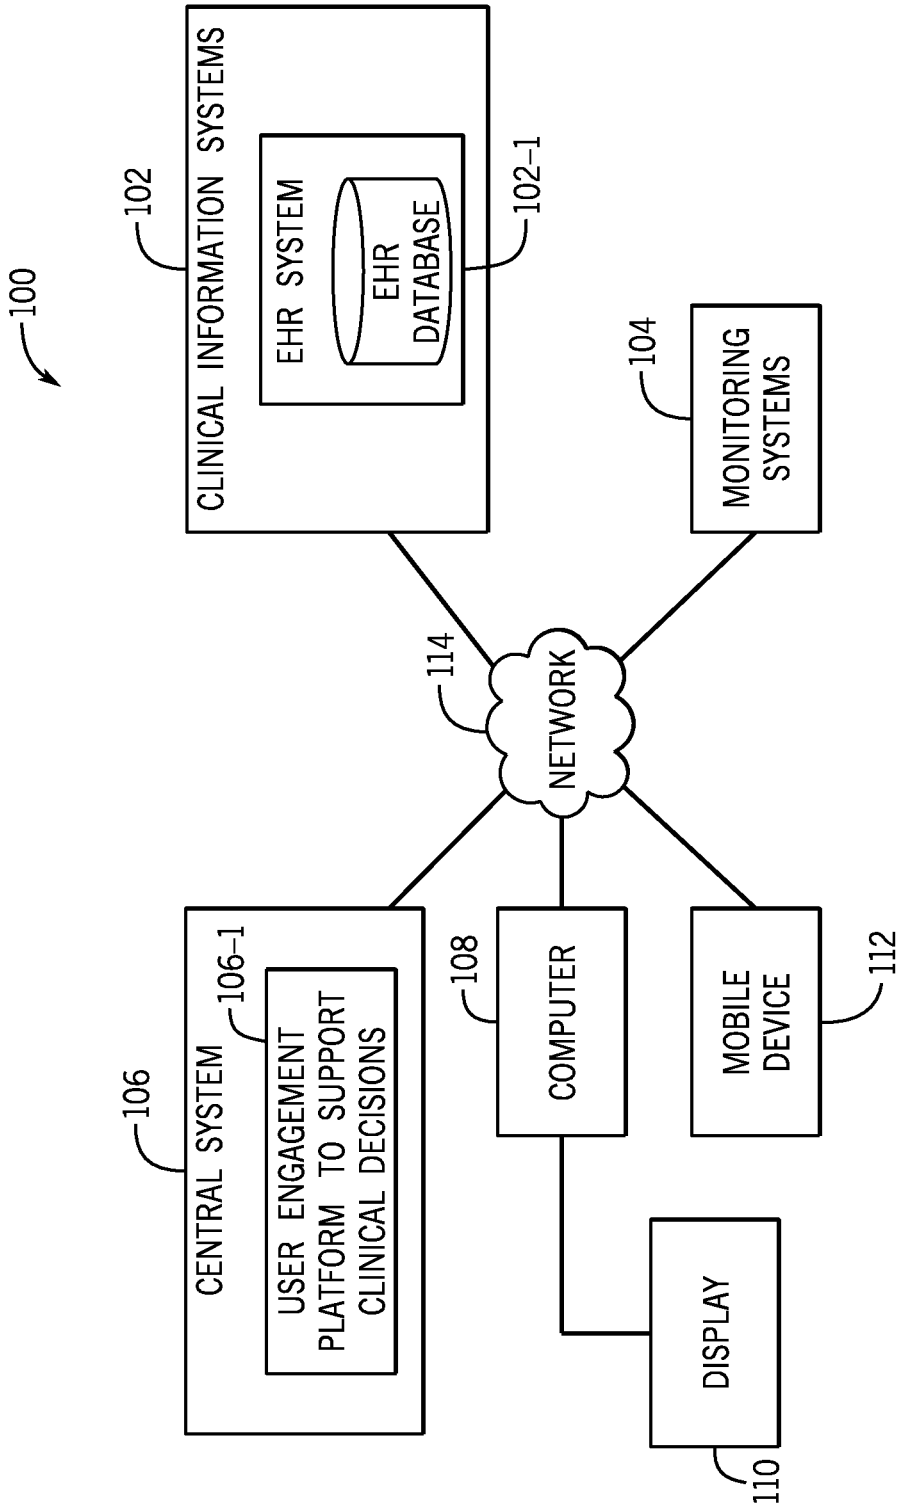 100
106
CENTRAL SYSTEM
106-1
USER ENGAGEMENT
PLATFORM TO SUPPORT
CLINICAL DECISIONS
102
CLINICAL INFORMATION SYSTEMS
EHR SYSTEM
EHR
DATABASE
102-1
114
NETWORK
108
COMPUTER
110
DISPLAY
MOBILE
DEVICE
112
104
MONITORING
SYSTEMS